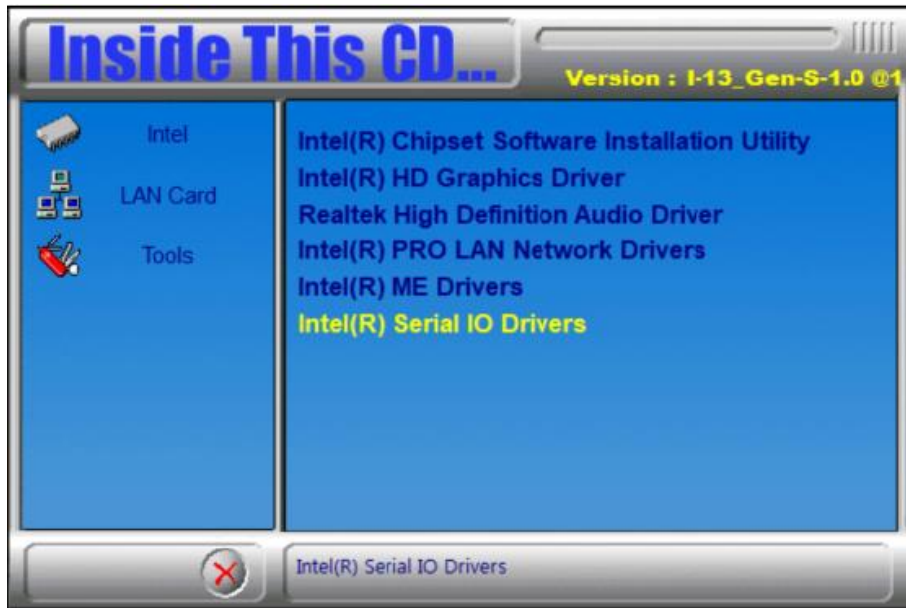 Inside This CD...
Version : I-13_Gen-S-1.0 @1
Intel
LAN Card
Tools
Intel(R) Chipset Software Installation Utility
Intel(R) HD Graphics Driver
Realtek High Definition Audio Driver
Intel(R) PRO LAN Network Drivers
Intel(R) ME Drivers
Intel(R) Serial IO Drivers
Intel(R) Serial IO Drivers